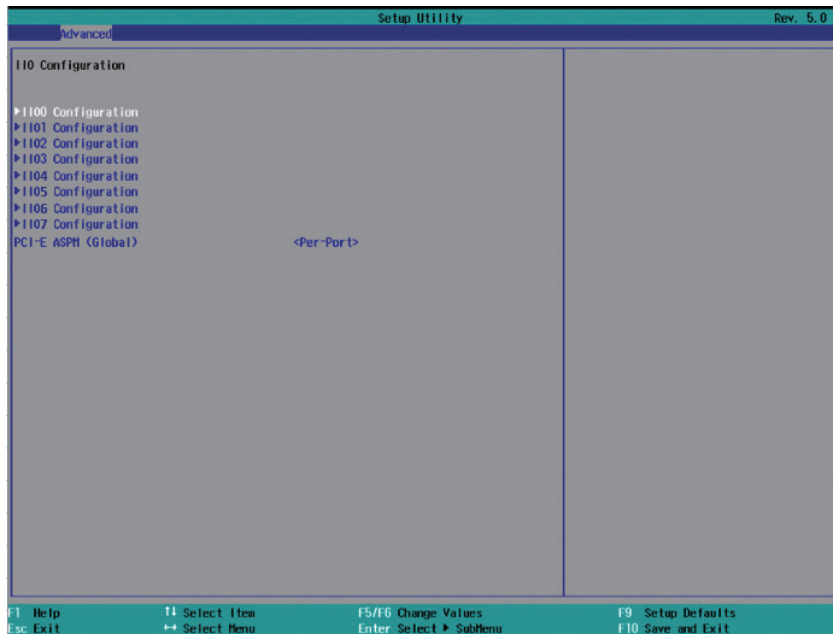 Setup Utility Rev. 5.0
Advanced
IIO Configuration
▶IIO0 Configuration
▶IIO1 Configuration
▶IIO2 Configuration
▶IIO3 Configuration
▶IIO4 Configuration
▶IIO5 Configuration
▶IIO6 Configuration
▶IIO7 Configuration
PCI-E ASPM (Global) <Per-Port>
F1 Help ↑↓ Select Item F5/F6 Change Values F9 Setup Defaults
Esc Exit ↔ Select Menu Enter Select ▶ SubMenu F10 Save and Exit